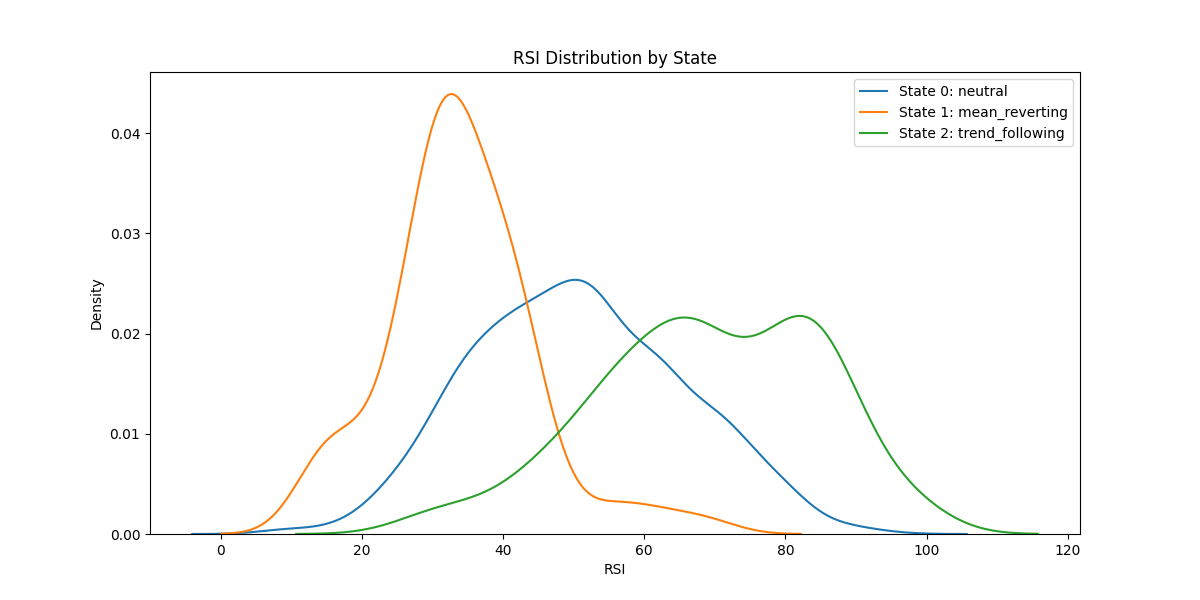 RSI Distribution by State
State 0: neutral
State 1: mean_reverting
State 2: trend_following
Density
0.04
0.03
0.02
0.01
0.00
0 20 40 60 80 100 120
RSI